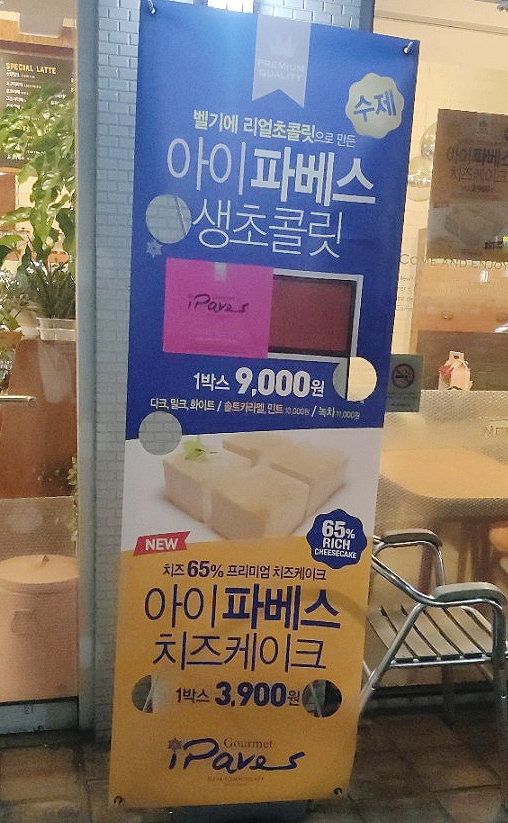 SPECIAL LATTE
PREMIUM
QUALITY
수제
벨기에 리얼초콜릿으로 만든
아이파베스
생초콜릿
iPaves
1박스 9,000원
다크, 밀크, 화이트 / 솔트카라멜, 민트 10,000원 / 녹차 11,000원
65%
RICH
CHEESECAKE
NEW
치즈 65% 프리미엄 치즈케이크
아이파베스
치즈케이크
1박스 3,900원
Gourmet
iPaves
아이파베스
치즈케이크